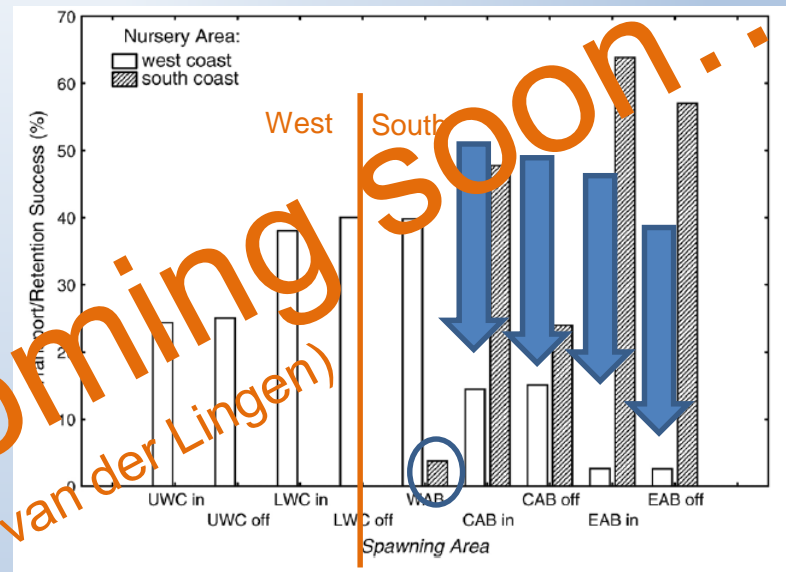 70
Nursery Area:
west coast
south coast
60
50
40
30
10
0
Transport/Retention Success (%)
West
South
oming soon..
van der Lingen)
UWC in
LWC in
WAB
CAB off
EAB off
UWC off
LWC off
CAB in
EAB in
Spawning Area